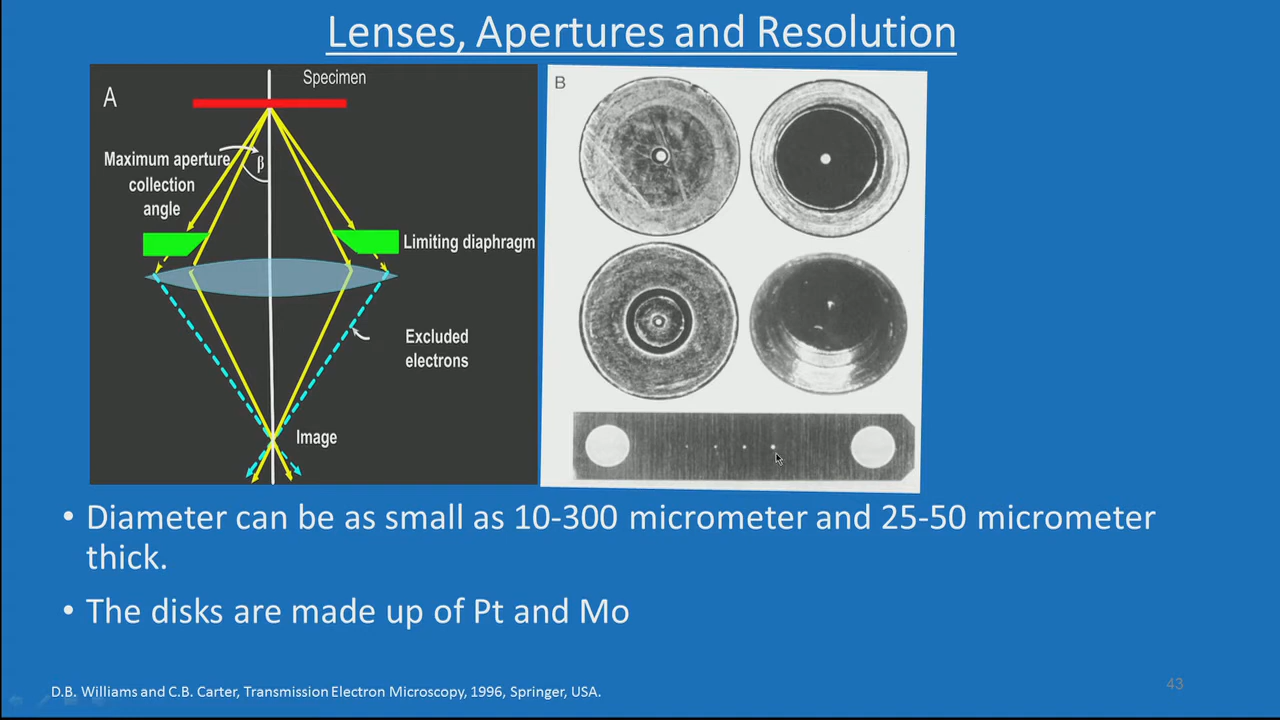 Lenses, Apertures and Resolution
A
Specimen
Maximum aperture
collection
angle
β
Limiting diaphragm
Excluded
electrons
Image
B
• Diameter can be as small as 10-300 micrometer and 25-50 micrometer
thick.
• The disks are made up of Pt and Mo
D.B. Williams and C.B. Carter, Transmission Electron Microscopy, 1996, Springer, USA.
43